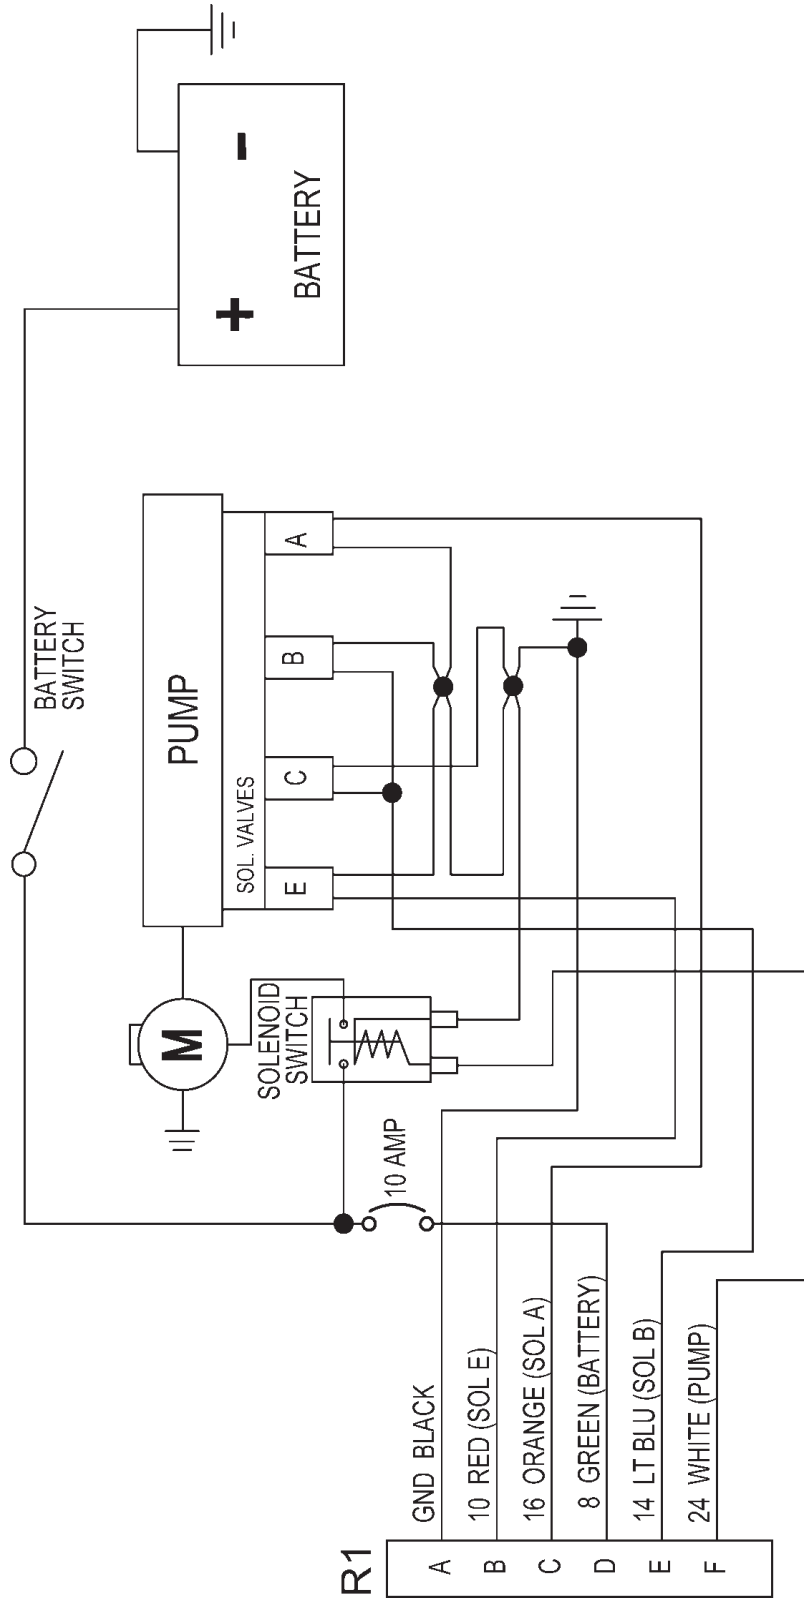 BATTERY
+
-
BATTERY
SWITCH
PUMP
SOL. VALVES
E
C
B
A
M
SOLENOID
SWITCH
10 AMP
R1
A
GND BLACK
B
10 RED (SOL E)
C
16 ORANGE (SOL A)
D
8 GREEN (BATTERY)
E
14 LT BLU (SOL B)
F
24 WHITE (PUMP)